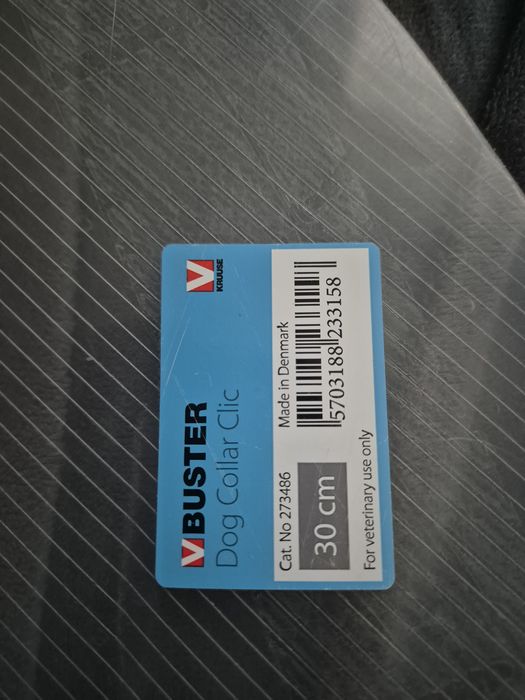 BUSTER
Dog Collar Clic
V
KRUUSE
Cat. No 273486
Made in Denmark
30 cm
5703188 233158
For veterinary use only